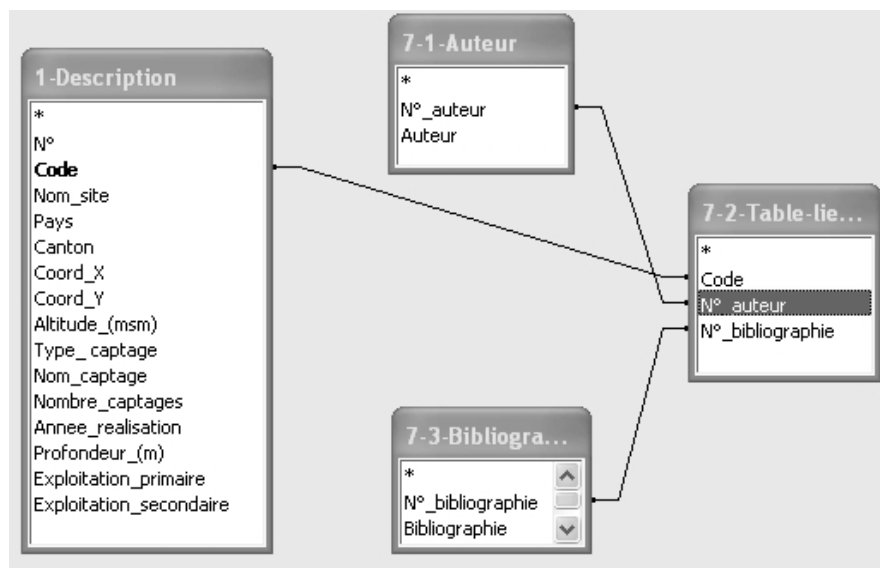 1-Description
*
N°
Code
Nom_site
Pays
Canton
Coord_X
Coord_Y
Altitude_(msm)
Type_ captage
Nom_captage
Nombre_captages
Annee_realisation
Profondeur_(m)
Exploitation_primaire
Exploitation_secondaire
7-1-Auteur
*
N°_auteur
Auteur
7-2-Table-lie...
*
Code
N°_auteur
N°_bibliographie
7-3-Bibliogra...
*
N°_bibliographie
Bibliographie